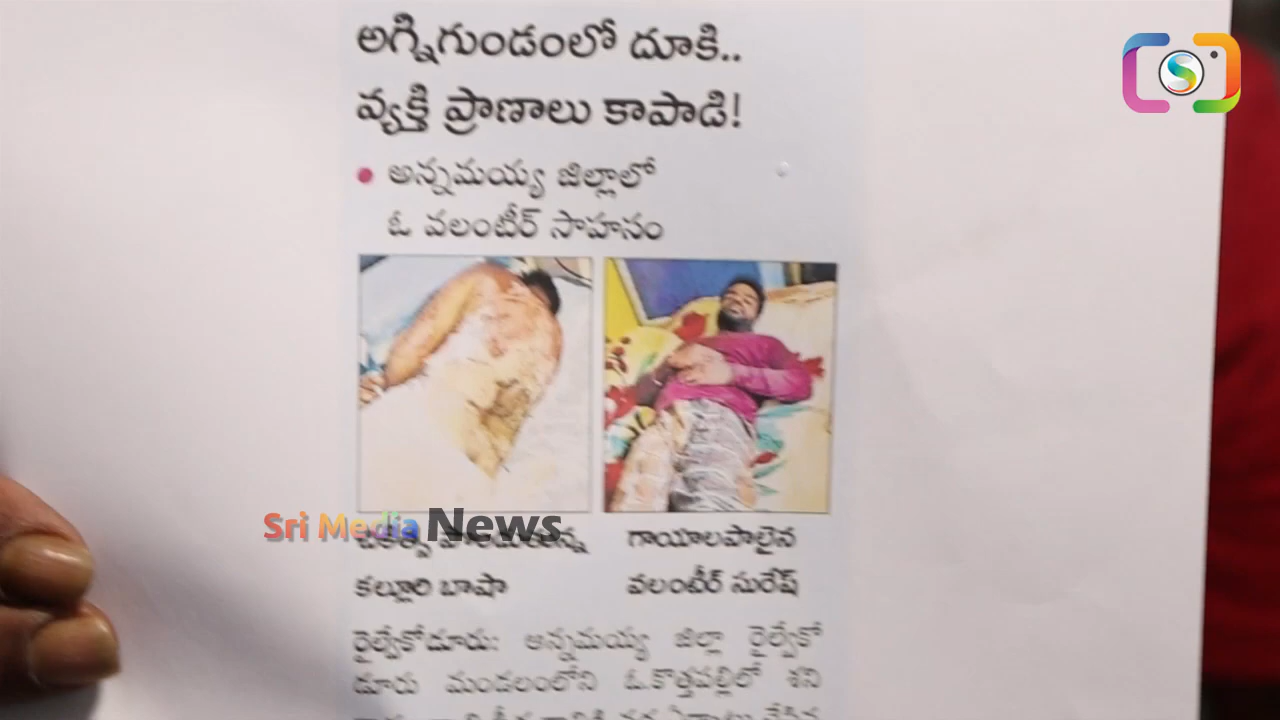 అగ్నిగుండంలో దూకి..
వ్యక్తి ప్రాణాలు కాపాడి!
• అన్నమయ్య జిల్లాలో
ఓ వలంటీర్ సాహసం
Sri Media News
గాయాలపాలైన
కల్లూరి బాషా
వలంటీర్ సురేష్
రైల్వేకోడూరు: అన్నమయ్య జిల్లా రైల్వేకో
డూరు మండలంలోని ఓ.కొత్తపల్లిలో శని